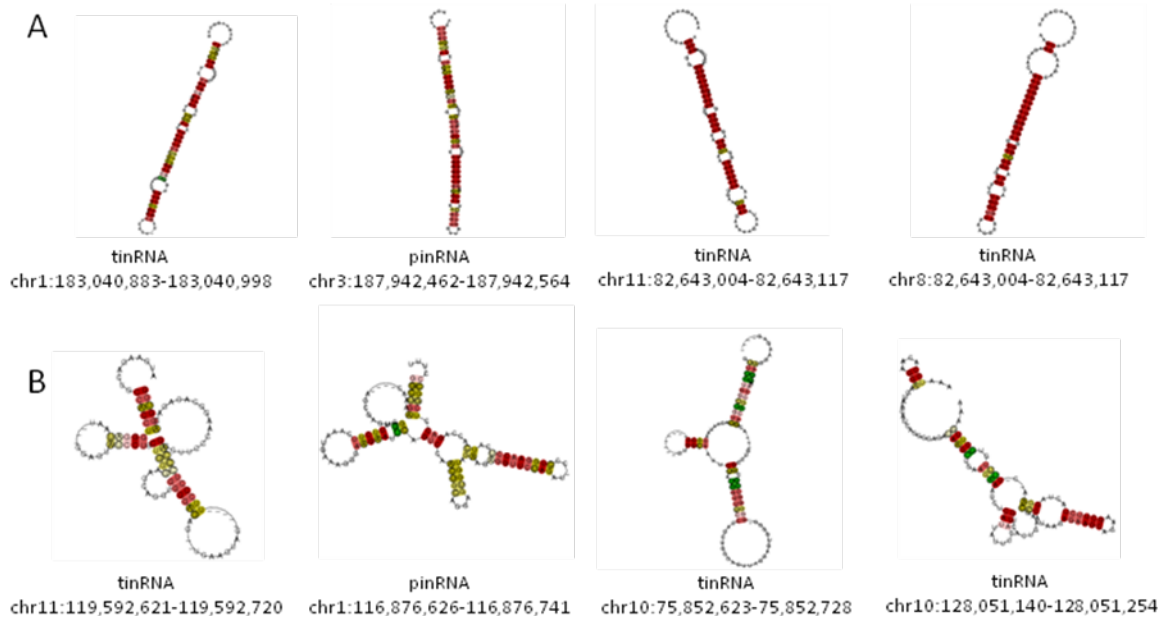 A
tinRNA
chr1:183,040,883-183,040,998
pinRNA
chr3:187,942,462-187,942,564
tinRNA
chr11:82,643,004-82,643,117
tinRNA
chr8:82,643,004-82,643,117
B
tinRNA
chr11:119,592,621-119,592,720
pinRNA
chr1:116,876,626-116,876,741
tinRNA
chr10:75,852,623-75,852,728
tinRNA
chr10:128,051,140-128,051,254